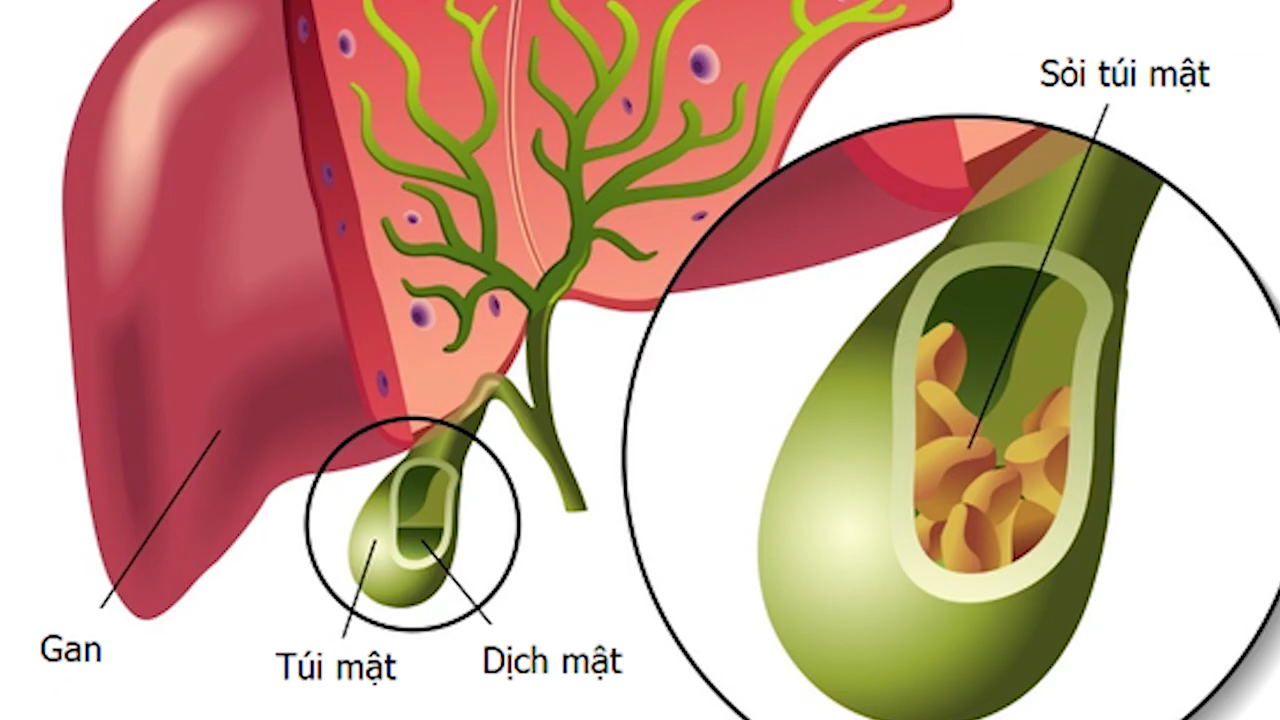 Sỏi túi mật
Gan
Túi mật
Dịch mật